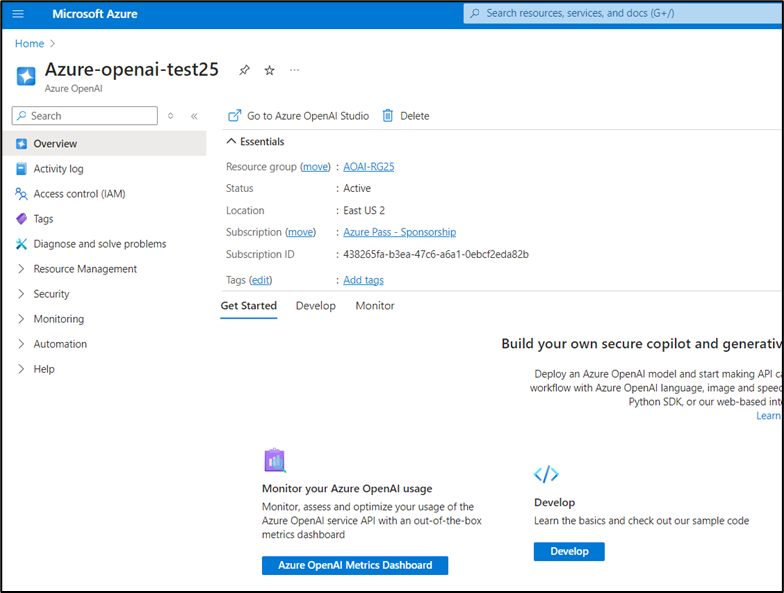 Microsoft Azure
Search resources, services, and docs (G+/)
Home
Azure-openai-test25
Azure OpenAI
Search
Overview
Activity log
Access control (IAM)
Tags
Diagnose and solve problems
Resource Management
Security
Monitoring
Automation
Help
Go to Azure OpenAI Studio
Delete
Essentials
Resource group (move) : AOAI-RG25
Status : Active
Location : East US 2
Subscription (move) : Azure Pass - Sponsorship
Subscription ID : 438265fa-b3ea-47c6-a6a1-0ebcf2eda82b
Tags (edit) : Add tags
Get Started Develop Monitor
Build your own secure copilot and generativ
Deploy an Azure OpenAI model and start making API ca
workflow with Azure OpenAI language, image and speec
Python SDK, or our web-based inte
Learn
Monitor your Azure OpenAI usage
Monitor, assess and optimize your usage of the
Azure OpenAI service API with an out-of-the-box
metrics dashboard
Azure OpenAI Metrics Dashboard
Develop
Learn the basics and check out our sample code
Develop